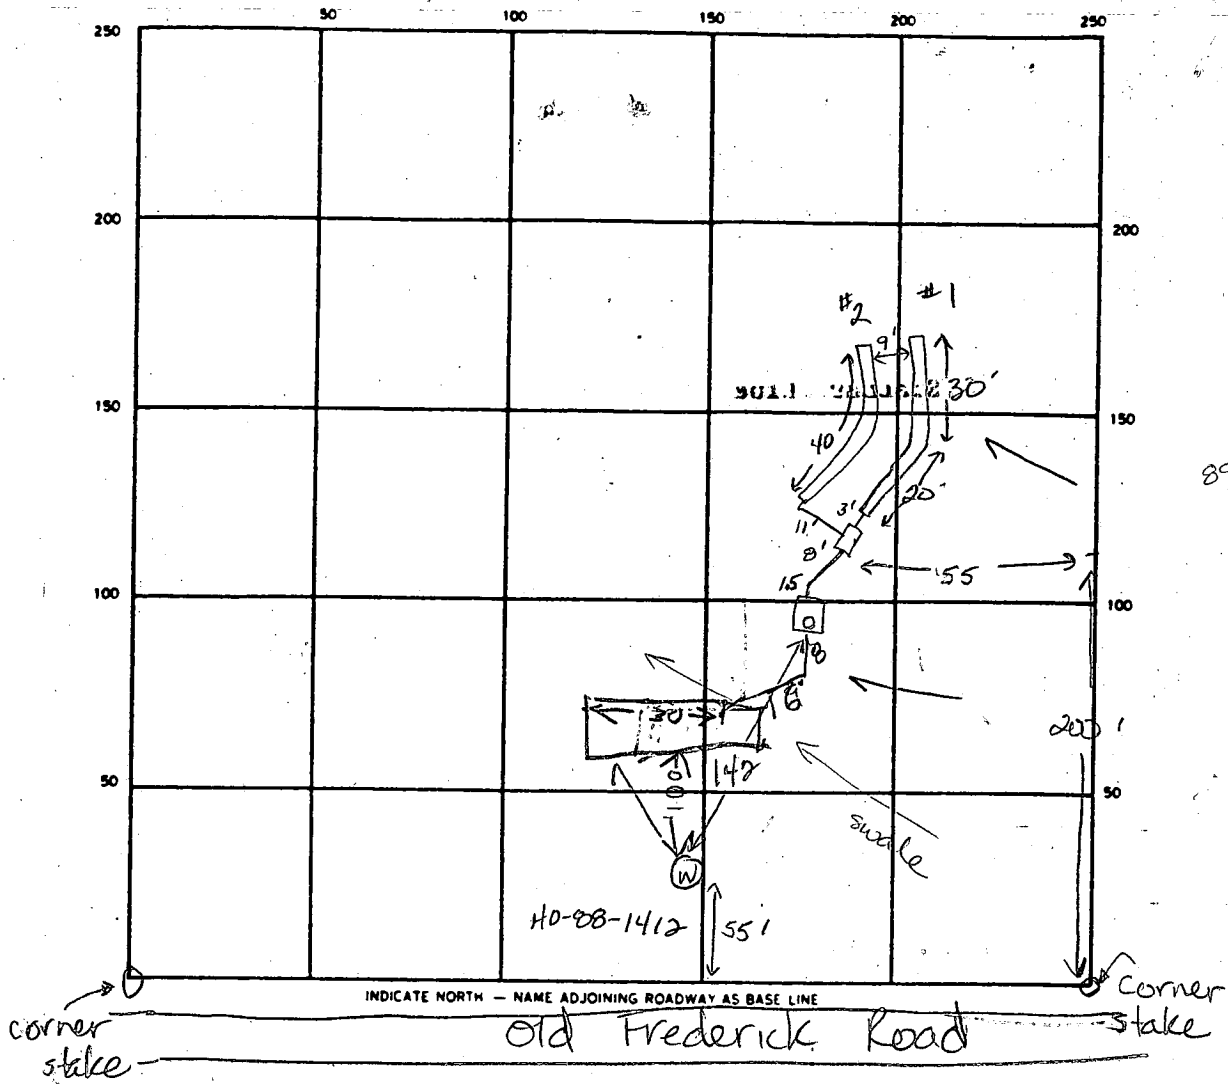 50 100 150 200 250
250
200 200
#2 #1
9'
30'
150 150
40
20'
3'
11'
8'
55
15
100 100
8
6'
30
200'
142
50 50
100
swale
W
HO-88-1412 55'
INDICATE NORTH — NAME ADJOINING ROADWAY AS BASE LINE
corner stake
Old Frederick Road
corner stake